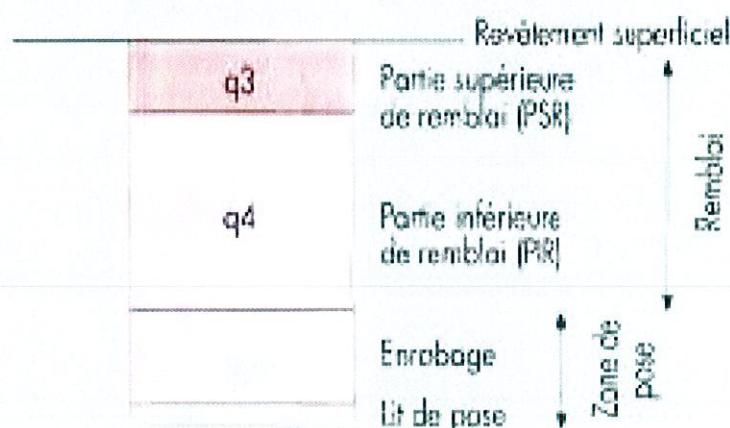 Revêtement superficiel
q3
Partie supérieure
de remblai (PSR)
Remblai
q4
Partie inférieure
de remblai (PIR)
Enrobage
Zone de
pose
Lit de pose